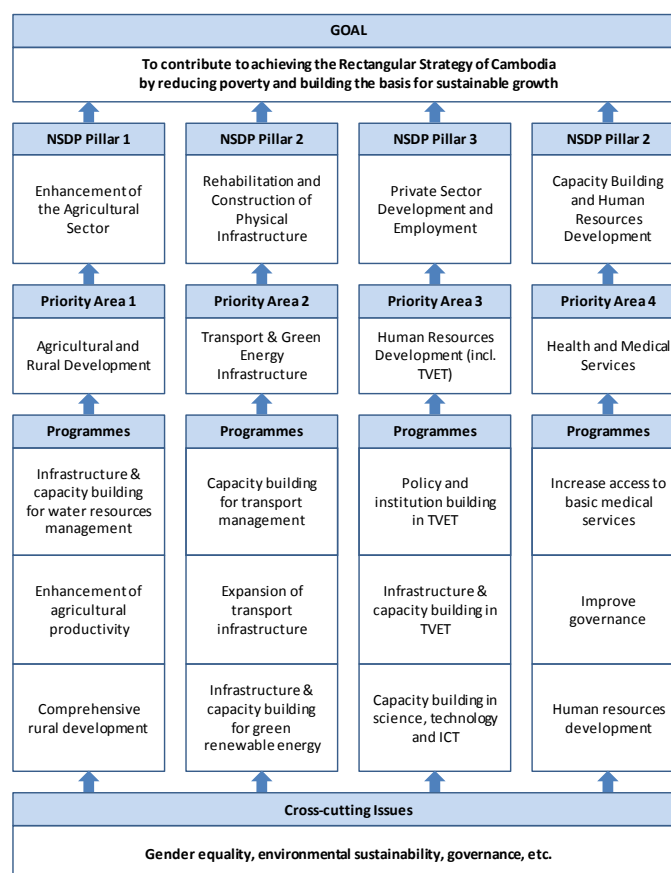 GOAL
To contribute to achieving the Rectangular Strategy of Cambodia
by reducing poverty and building the basis for sustainable growth
NSDP Pillar 1
Enhancement of
the Agricultural
Sector
NSDP Pillar 2
Rehabilitation and
Construction of
Physical
Infrastructure
NSDP Pillar 3
Private Sector
Development and
Employment
NSDP Pillar 2
Capacity Building
and Human
Resources
Development
Priority Area 1
Agricultural and
Rural Development
Priority Area 2
Transport & Green
Energy
Infrastructure
Priority Area 3
Human Resources
Development (incl.
TVET)
Priority Area 4
Health and Medical
Services
Programmes
Infrastructure &
capacity building
for water resources
management
Enhancement of
agricultural
productivity
Comprehensive
rural development
Programmes
Capacity building
for transport
management
Expansion of
transport
infrastructure
Infrastructure &
capacity building
for green
renewable energy
Programmes
Policy and
institution building
in TVET
Infrastructure &
capacity building in
TVET
Capacity building in
science, technology
and ICT
Programmes
Increase access to
basic medical
services
Improve
governance
Human resources
development
Cross-cutting Issues
Gender equality, environmental sustainability, governance, etc.